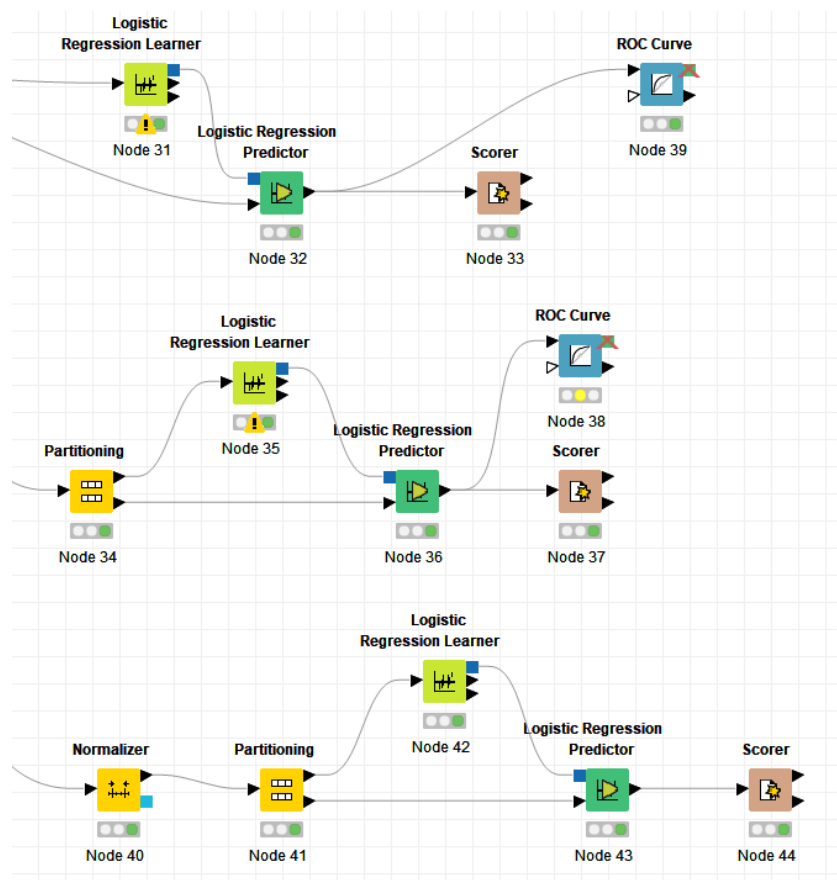 Logistic
Regression Learner
ROC Curve
Node 31
Logistic Regression
Predictor
Scorer
Node 39
Node 32
Node 33
Logistic
Regression Learner
ROC Curve
Node 35
Logistic Regression
Predictor
Node 38
Partitioning
Scorer
Node 34
Node 36
Node 37
Logistic
Regression Learner
Node 42
Normalizer
Partitioning
Logistic Regression
Predictor
Scorer
Node 40
Node 41
Node 43
Node 44